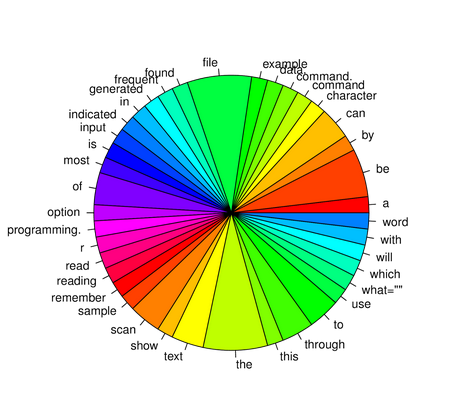 file
example
data,
command.
command
character
can
by
be
a
word
with
will
which
what=""
use
to
through
this
the
text
show
scan
sample
remember
reading
read
r
programming.
option
of
most
is
input
indicated
in
generated
frequent
found